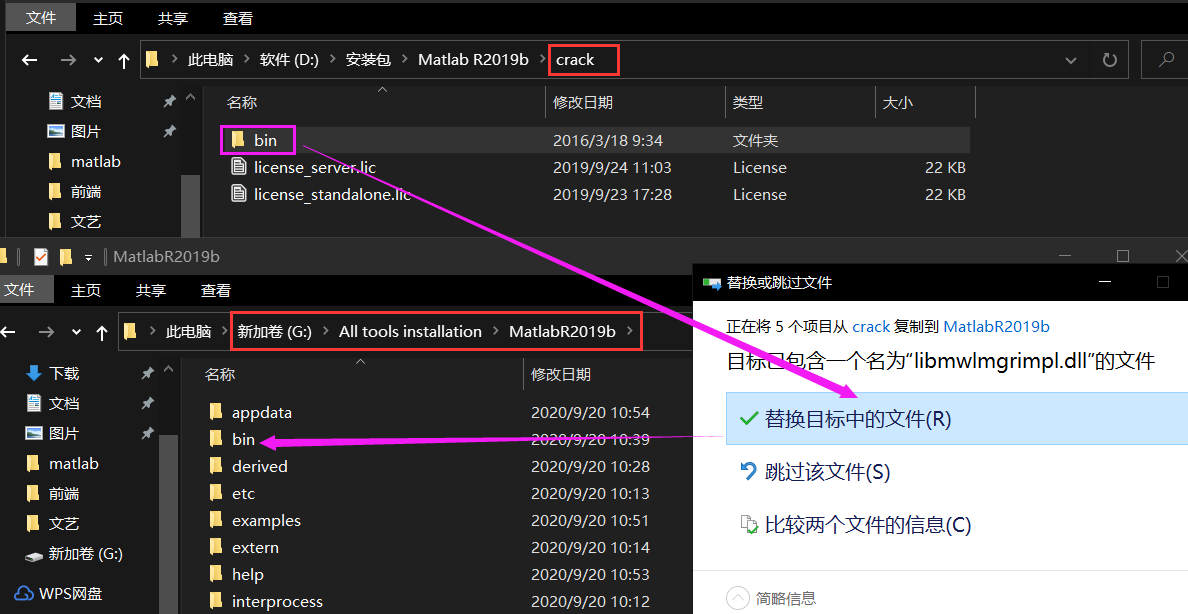 文件 主页 共享 查看
此电脑 软件 (D:) 安装包 Matlab R2019b crack
文档
图片
matlab
前端
文艺
名称 修改日期 类型 大小
bin 2016/3/18 9:34 文件夹
license_server.lic 2019/9/24 11:03 License 22 KB
license_standalone.lic 2019/9/23 17:28 License 22 KB
MatlabR2019b
文件 主页 共享 查看
此电脑 新加卷 (G:) All tools installation MatlabR2019b
下载
文档
图片
matlab
前端
文艺
新加卷 (G:)
WPS网盘
名称 修改日期
appdata 2020/9/20 10:54
bin 2020/9/20 10:39
derived 2020/9/20 10:28
etc 2020/9/20 10:13
examples 2020/9/20 10:51
extern 2020/9/20 10:14
help 2020/9/20 10:53
interprocess 2020/9/20 10:12
替换或跳过文件
正在将 5 个项目从 crack 复制到 MatlabR2019b
目标已包含一个名为“libmwlmgrimpl.dll”的文件
替换目标中的文件(R)
跳过该文件(S)
比较两个文件的信息(C)
简略信息